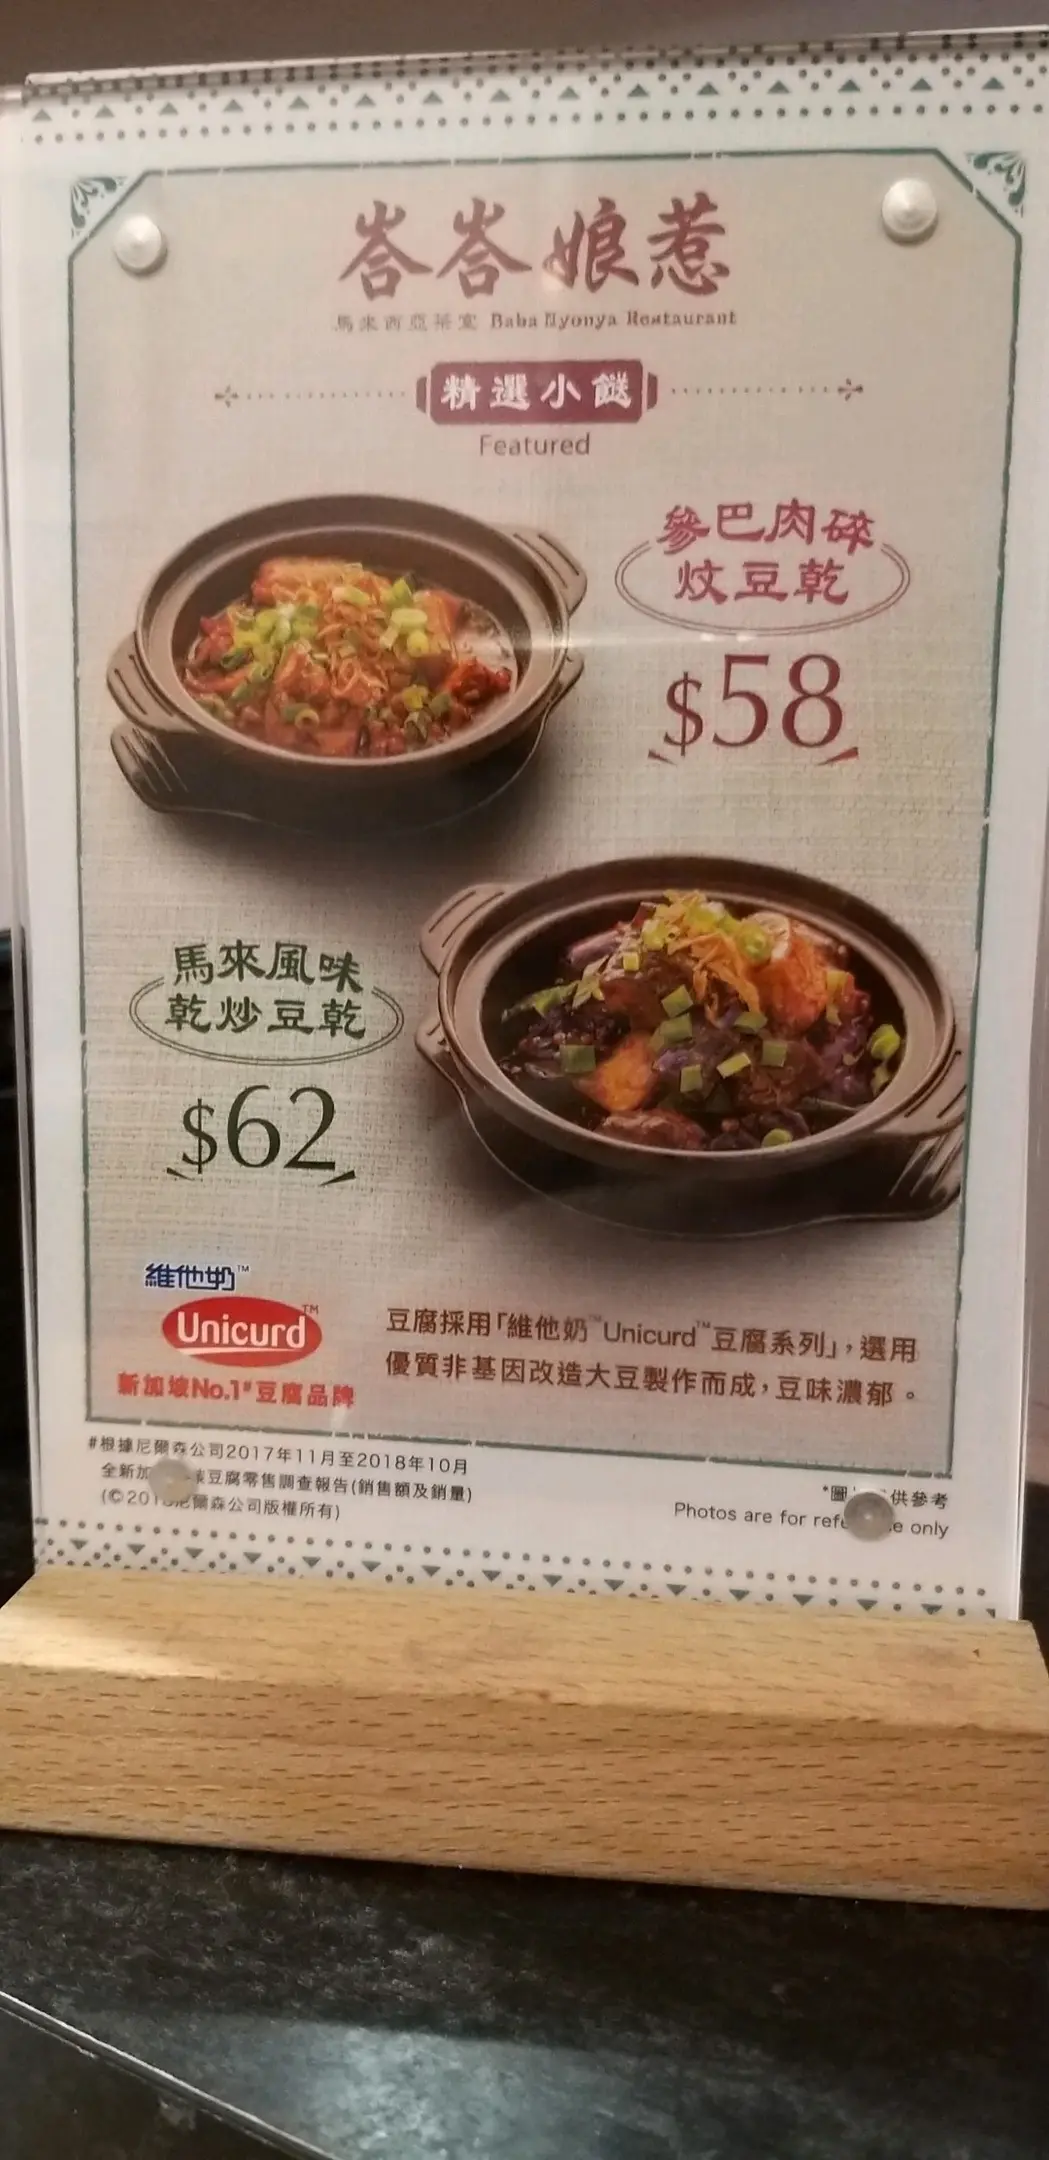 峇峇娘惹
馬來西亞茶室 Baba Nyonya Restaurant
精選小餸
Featured
參巴肉碎
炆豆乾
$58
馬來風味
乾炒豆乾
$62
維他奶™
Unicurd™
新加坡No.1#豆腐品牌
豆腐採用「維他奶™Unicurd™豆腐系列」，選用
優質非基因改造大豆製作而成，豆味濃郁。
#根據尼爾森公司2017年11月至2018年10月
全新加 豆腐零售調查報告(銷售額及銷量)
(©201 尼爾森公司版權所有)
*圖 供參考
Photos are for only